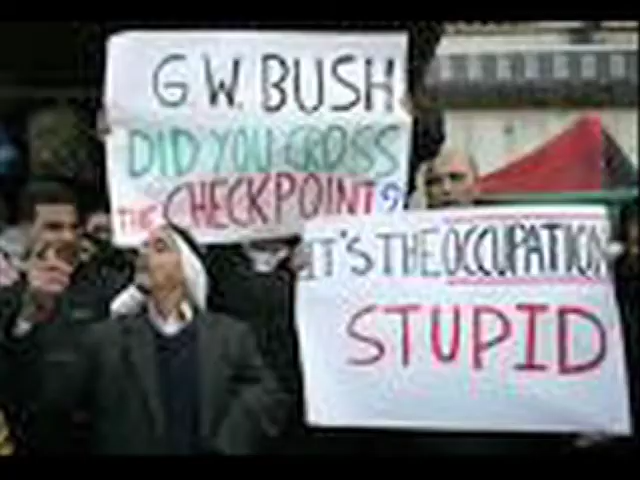 G W. BUSH
DID YOU CROSS
THE CHECKPOINT?
IT'S THE OCCUPATION
STUPID